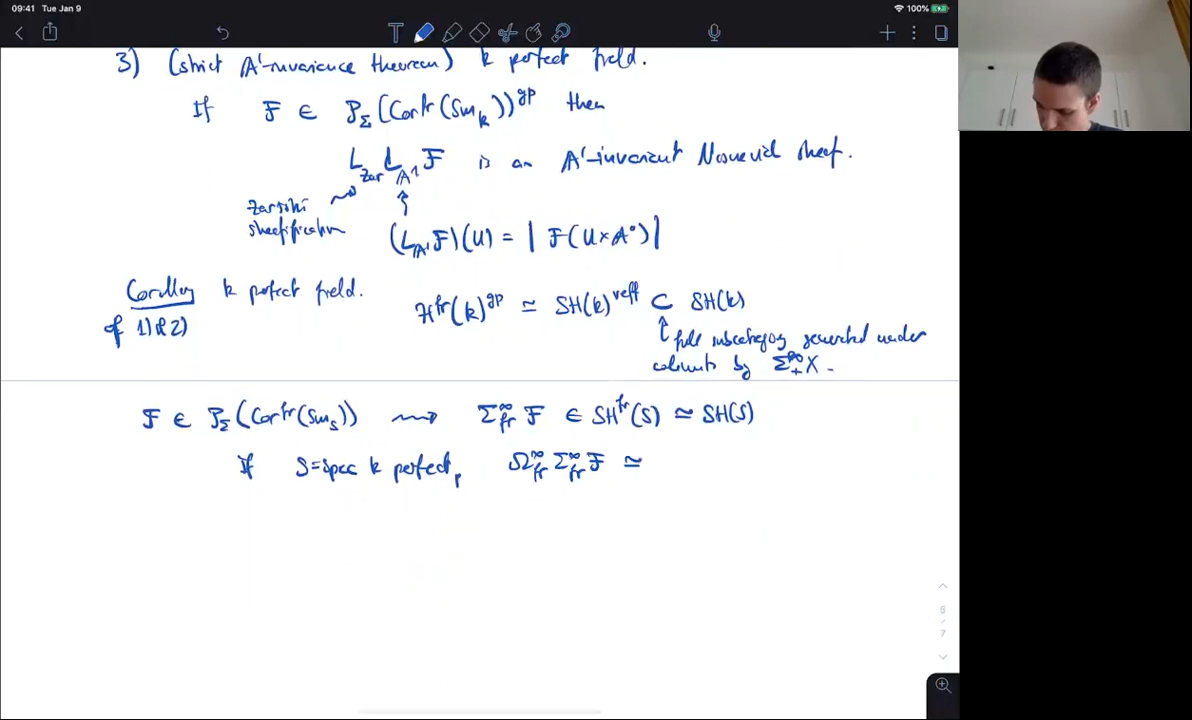 09:41 Tue Jan 9
100%
3) (strict A¹-invariance theorem) k perfect field.
If F ∈ P_Σ(Corr^fr(Sm_k))^gp then
L_Zar L_A¹ F is an A¹-invariant Nisnevich sheaf.
Zariski
sheafification
(L_A¹ F)(U) = | F(U×A^•) |
Corollary k perfect field.
of 1) & 2)
H^fr(k)^gp ≃ SH(k)^veff ⊂ SH(k)
full subcategory generated under
colimits by Σ^∞_+ X.
F ∈ P_Σ(Corr^fr(Sm_S)) ⇝ Σ^∞_fr F ∈ SH^fr(S) ≃ SH(S)
If S=Spec k perfect, Ω^∞_fr Σ^∞_fr F ≃
6
/
7